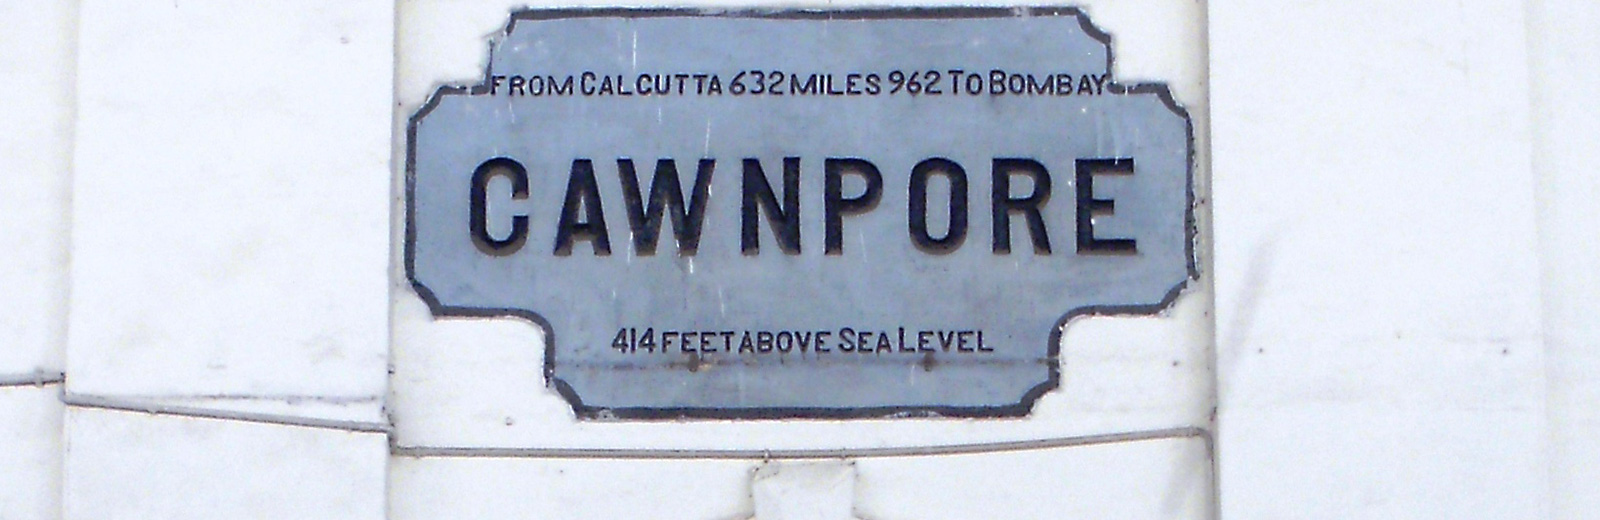 FROM CALCUTTA 632 MILES 962 TO BOMBAY
CAWNPORE
414 FEET ABOVE SEA LEVEL